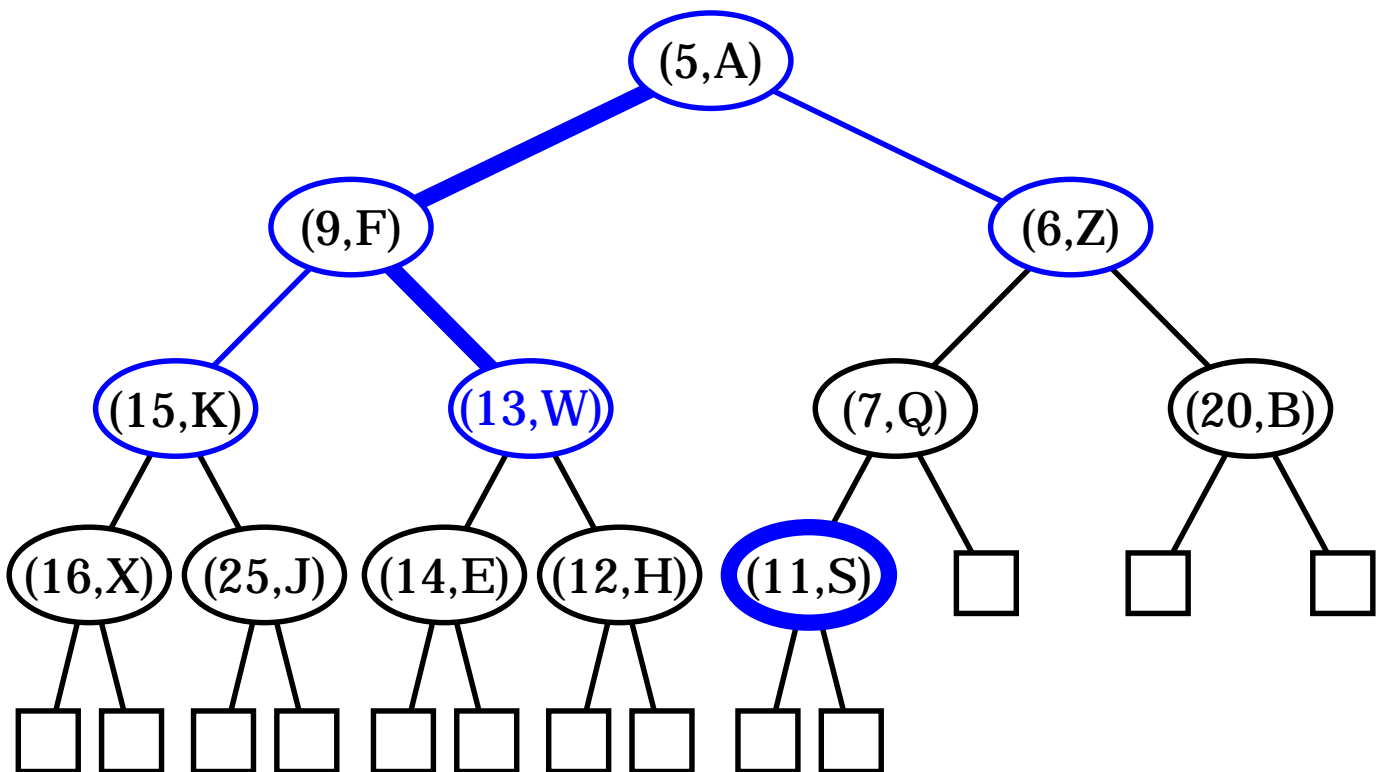 (5,A)
(9,F) (6,Z)
(15,K) (13,W) (7,Q) (20,B)
(16,X) (25,J) (14,E) (12,H) (11,S)